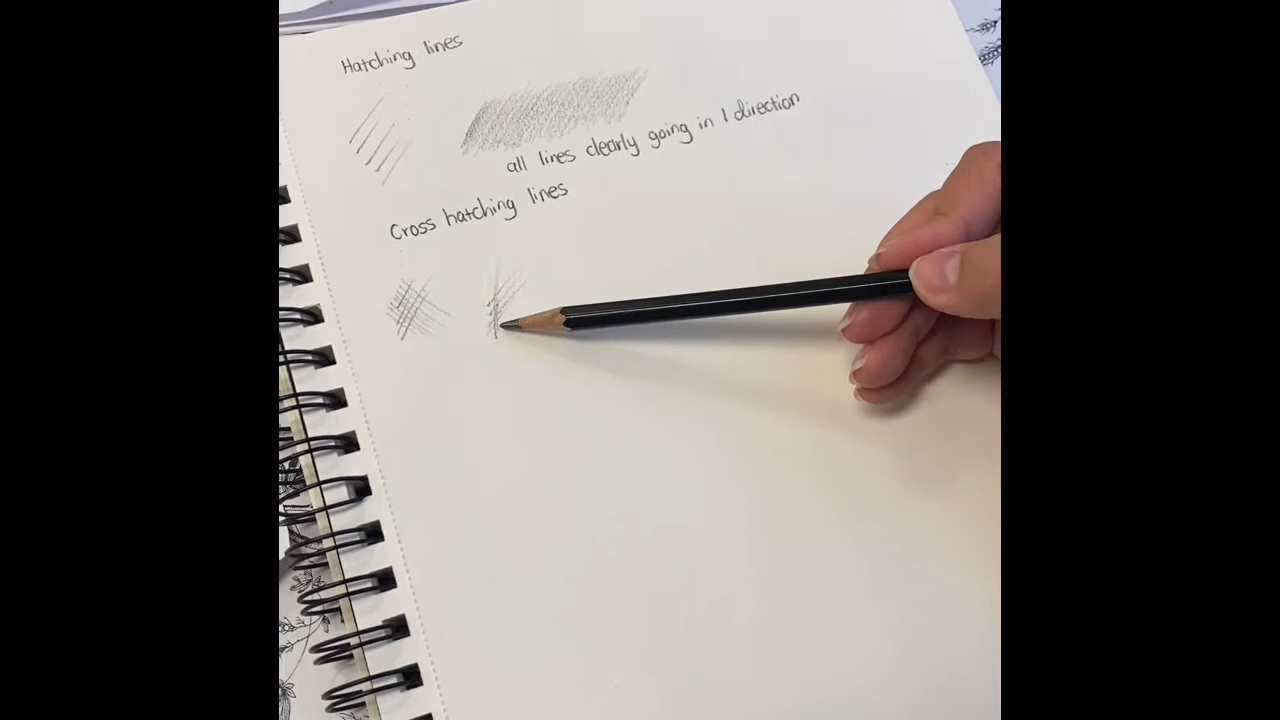 Hatching lines
all lines clearly going in 1 direction
Cross hatching lines